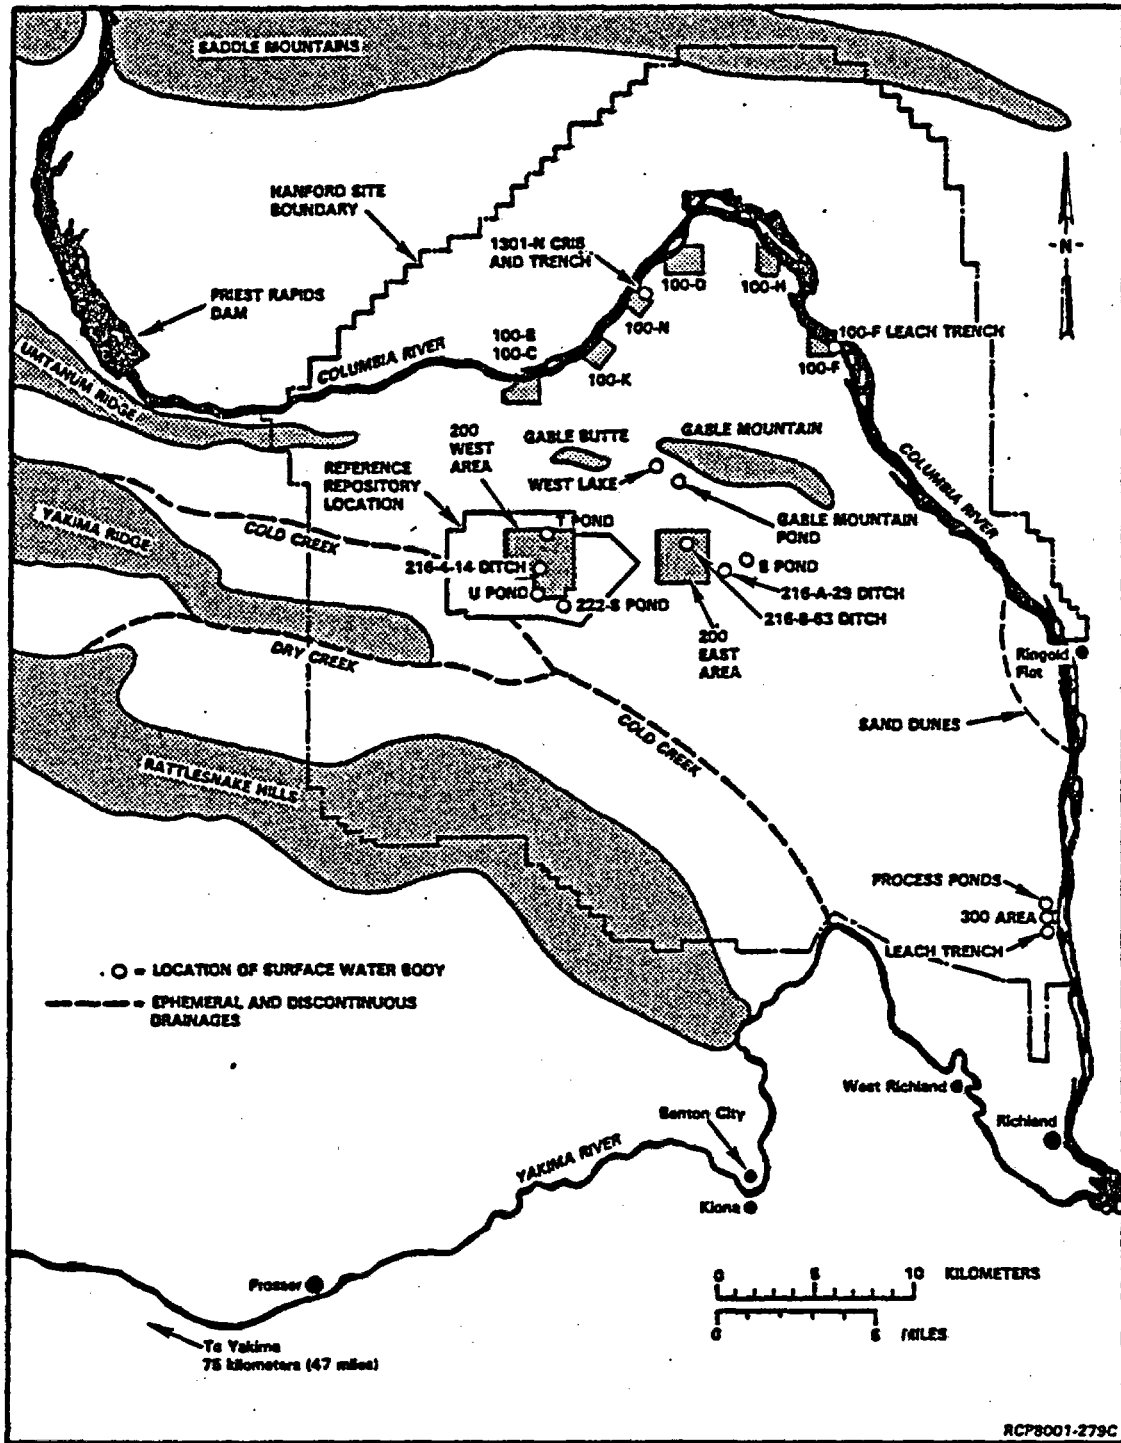 SADDLE MOUNTAINS
HANFORD SITE
BOUNDARY
1301-N CRIB
AND TRENCH
-N-
100-D
100-H
PRIEST RAPIDS
DAM
100-N
100-F LEACH TRENCH
100-B
100-C
COLUMBIA RIVER
100-K
100-F
UMTANUM RIDGE
200
WEST
AREA
GABLE BUTTE
GABLE MOUNTAIN
COLUMBIA RIVER
REFERENCE
REPOSITORY
LOCATION
WEST LAKE
GABLE MOUNTAIN
POND
YAKIMA RIDGE
COLD CREEK
T POND
216-4-14 DITCH
B POND
216-A-29 DITCH
U POND
222-S POND
216-B-63 DITCH
200
EAST
AREA
DRY CREEK
Ringold
Flat
SAND DUNES
COLD CREEK
RATTLESNAKE HILLS
PROCESS PONDS
300 AREA
LEACH TRENCH
= LOCATION OF SURFACE WATER BODY
= EPHEMERAL AND DISCONTINUOUS
DRAINAGES
West Richland
Richland
Benton City
YAKIMA RIVER
Kiona
Prosser
0 5 10 KILOMETERS
0 5 MILES
To Yakima
75 kilometers (47 miles)
RCP8001-279C